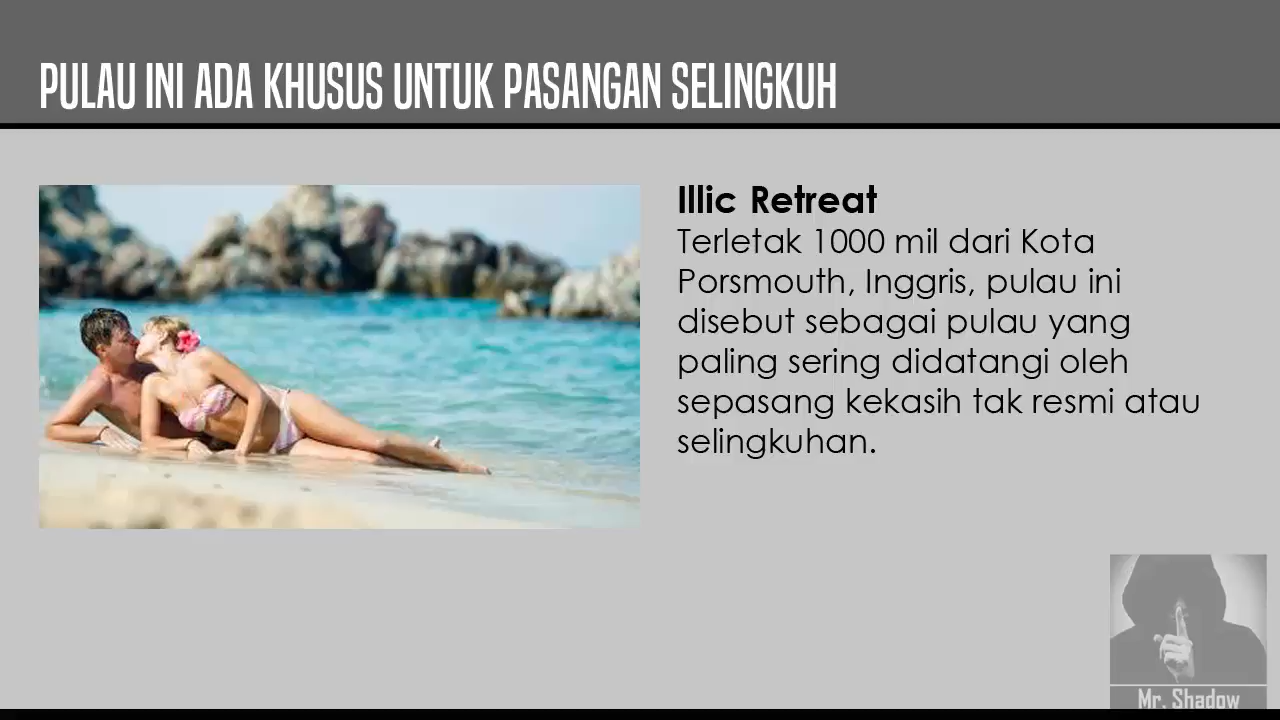 PULAU INI ADA KHUSUS UNTUK PASANGAN SELINGKUH
Illic Retreat
Terletak 1000 mil dari Kota
Porsmouth, Inggris, pulau ini
disebut sebagai pulau yang
paling sering didatangi oleh
sepasang kekasih tak resmi atau
selingkuhan.
Mr. Shadow